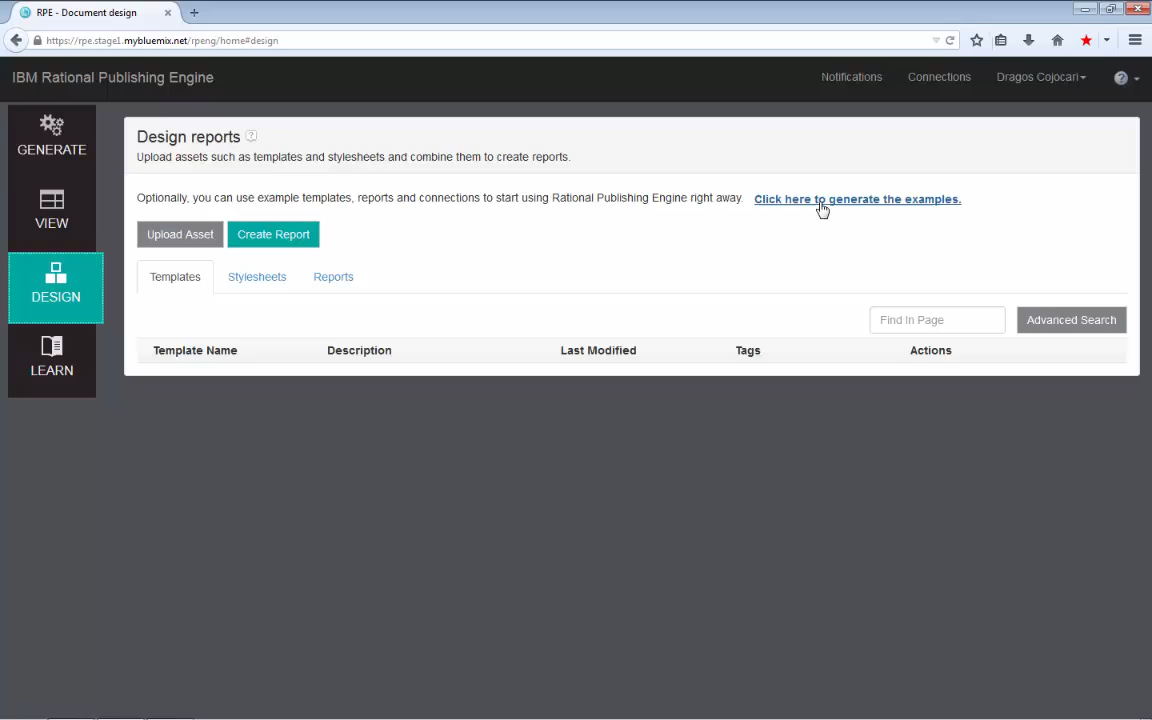 RPE - Document design
https://rpe.stage1.mybluemix.net/rpeng/home#design
IBM Rational Publishing Engine
Notifications
Connections
Dragos Cojocari
GENERATE
VIEW
DESIGN
LEARN
Design reports
Upload assets such as templates and stylesheets and combine them to create reports.
Optionally, you can use example templates, reports and connections to start using Rational Publishing Engine right away. Click here to generate the examples.
Upload Asset
Create Report
Templates
Stylesheets
Reports
Find In Page
Advanced Search
Template Name
Description
Last Modified
Tags
Actions